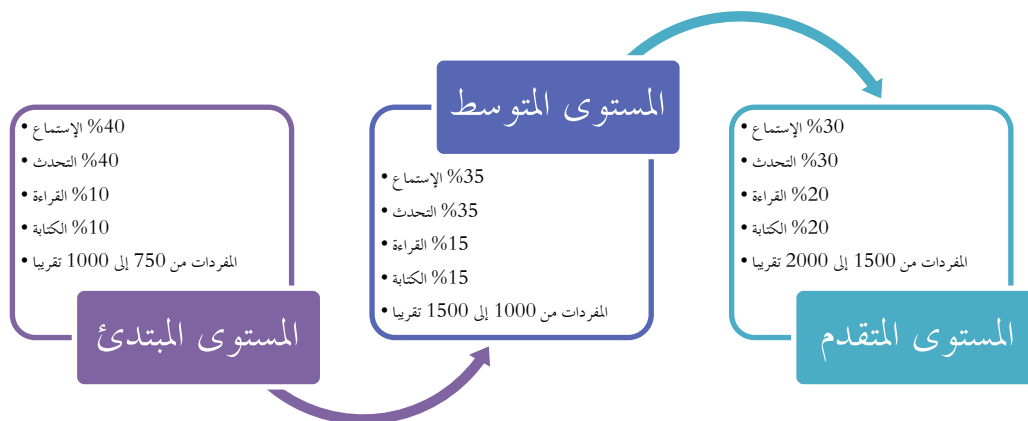 40% الإستماع
40% التحدث
10% القراءة
10% الكتابة
المفردات من 750 إلى 1000 تقريبا
المستوى المبتدئ
المستوى المتوسط
35% الإستماع
35% التحدث
15% القراءة
15% الكتابة
المفردات من 1000 إلى 1500 تقريبا
30% الإستماع
30% التحدث
20% القراءة
20% الكتابة
المفردات من 1500 إلى 2000 تقريبا
المستوى المتقدم